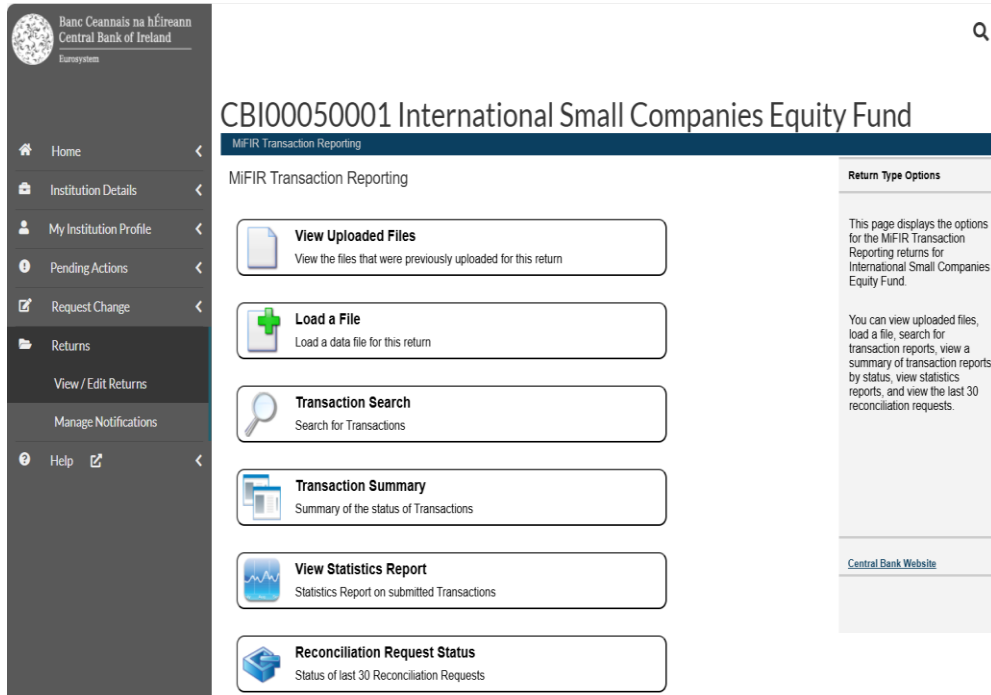 Banc Ceannais na hÉireann
Central Bank of Ireland
Eurosystem
Home
Institution Details
My Institution Profile
Pending Actions
Request Change
Returns
View / Edit Returns
Manage Notifications
Help
CBI00050001 International Small Companies Equity Fund
MiFIR Transaction Reporting
MiFIR Transaction Reporting
View Uploaded Files
View the files that were previously uploaded for this return
Load a File
Load a data file for this return
Transaction Search
Search for Transactions
Transaction Summary
Summary of the status of Transactions
View Statistics Report
Statistics Report on submitted Transactions
Reconciliation Request Status
Status of last 30 Reconciliation Requests
Return Type Options
This page displays the options
for the MiFIR Transaction
Reporting returns for
International Small Companies
Equity Fund.
You can view uploaded files,
load a file, search for
transaction reports, view a
summary of transaction reports
by status, view statistics
reports, and view the last 30
reconciliation requests.
Central Bank Website